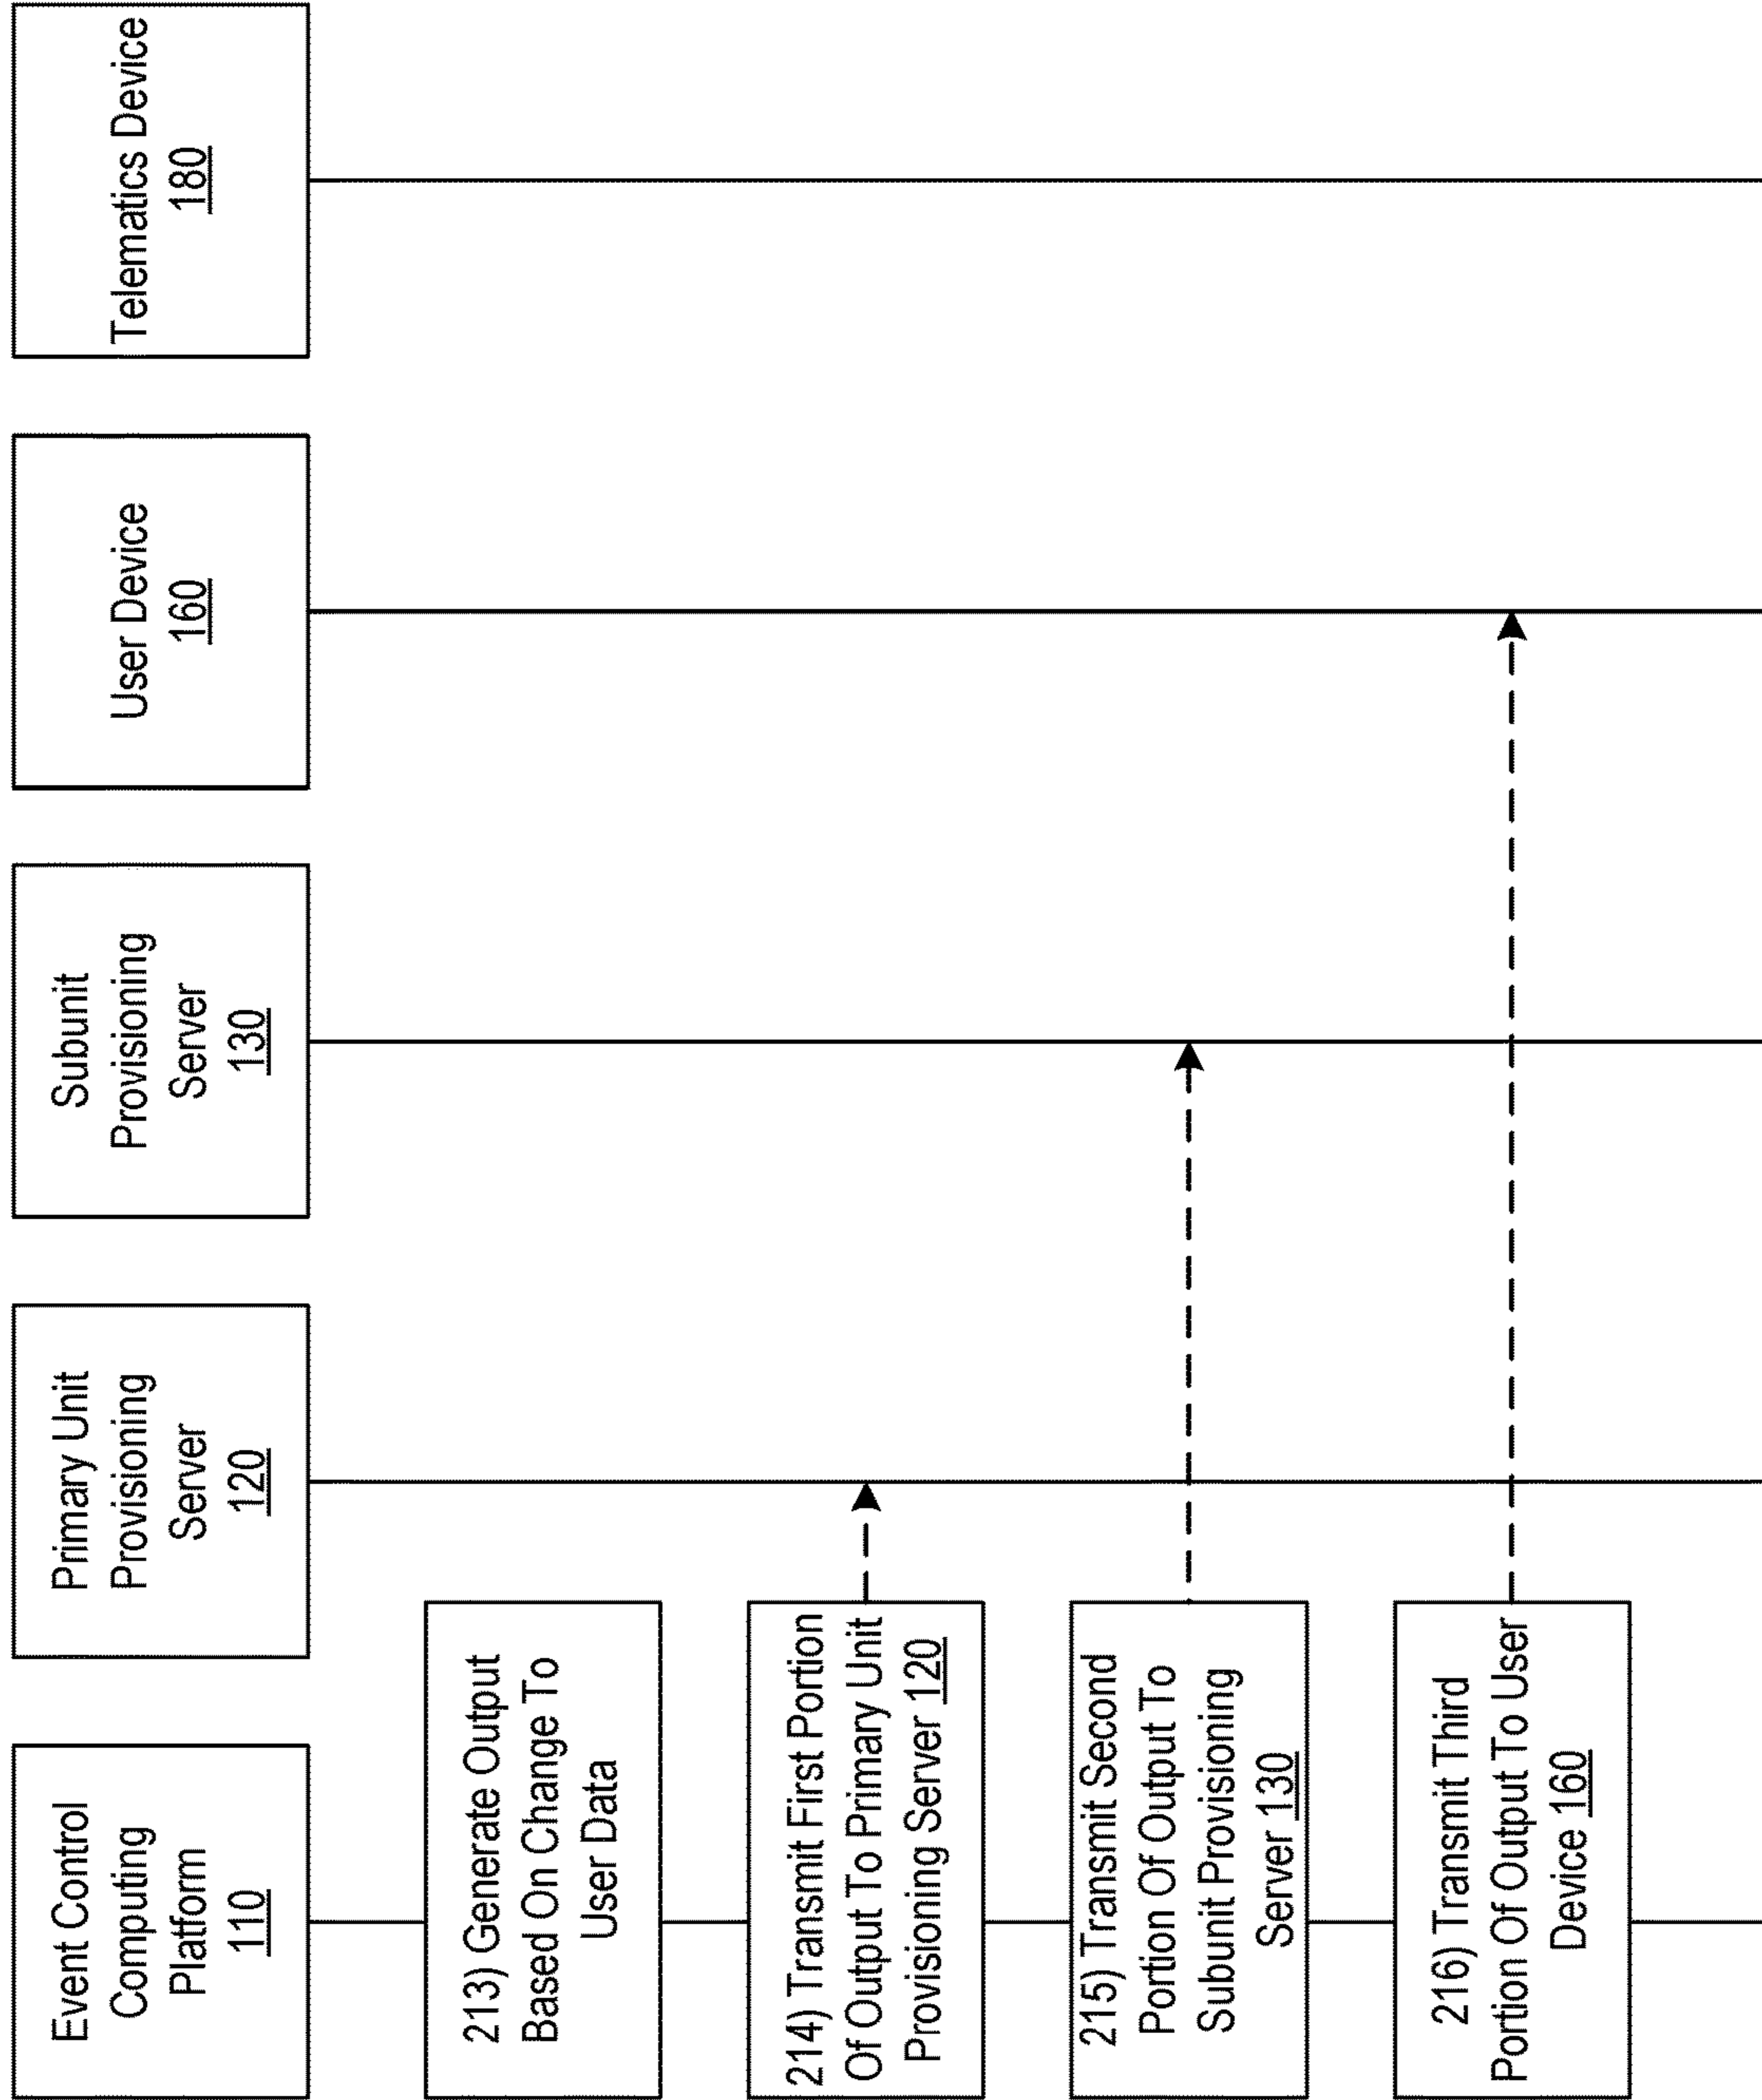 Event Control
Computing
Platform
110
Primary Unit
Provisioning
Server
120
Subunit
Provisioning
Server
130
User Device
160
Telematics Device
180
213) Generate Output
Based On Change To
User Data
214) Transmit First Portion
Of Output To Primary Unit
Provisioning Server 120
215) Transmit Second
Portion Of Output To
Subunit Provisioning
Server 130
216) Transmit Third
Portion Of Output To User
Device 160